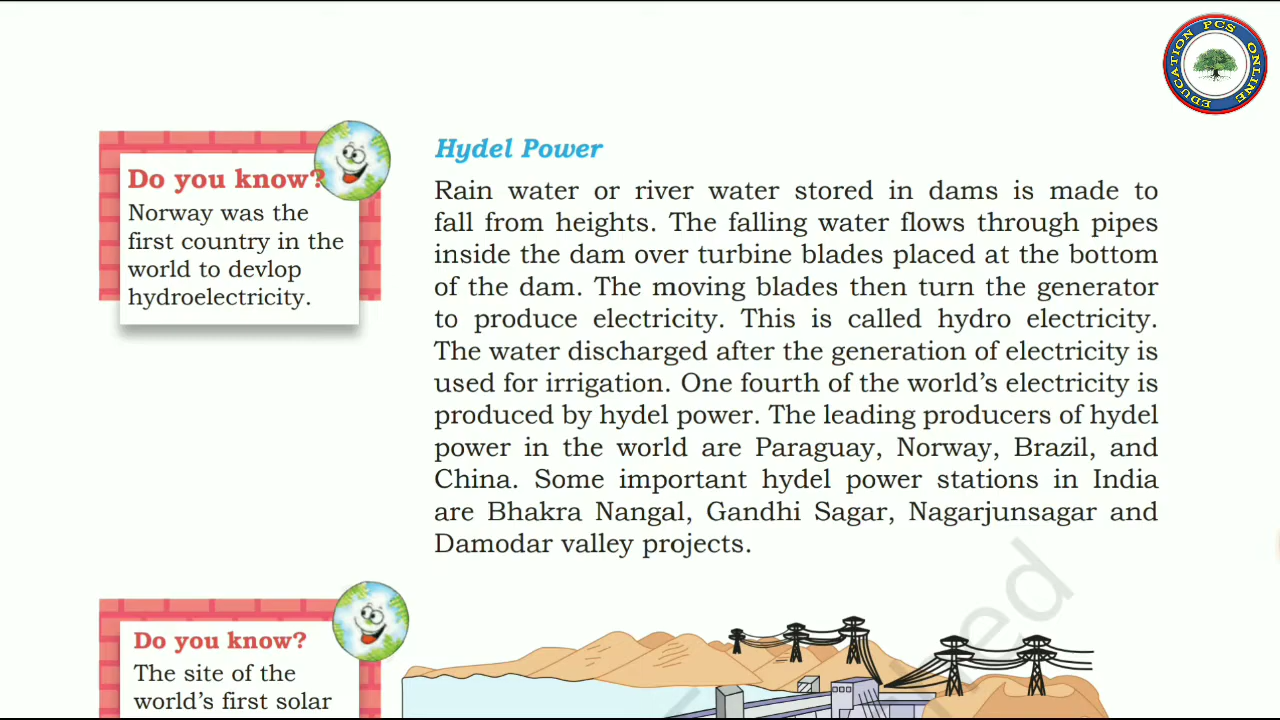 EDUCATION PCS ONLINE
Do you know?
Norway was the
first country in the
world to devlop
hydroelectricity.
Hydel Power
Rain water or river water stored in dams is made to
fall from heights. The falling water flows through pipes
inside the dam over turbine blades placed at the bottom
of the dam. The moving blades then turn the generator
to produce electricity. This is called hydro electricity.
The water discharged after the generation of electricity is
used for irrigation. One fourth of the world’s electricity is
produced by hydel power. The leading producers of hydel
power in the world are Paraguay, Norway, Brazil, and
China. Some important hydel power stations in India
are Bhakra Nangal, Gandhi Sagar, Nagarjunsagar and
Damodar valley projects.
Do you know?
The site of the
world’s first solar